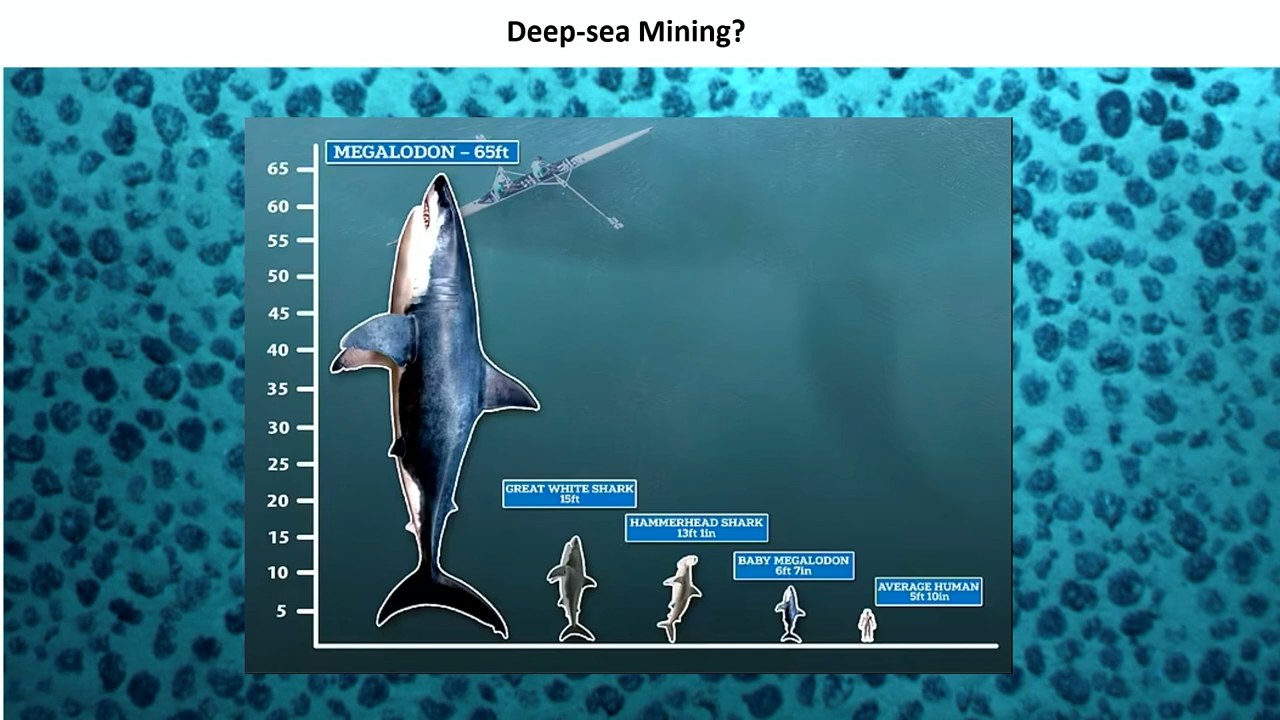 Deep-sea Mining?
MEGALODON – 65ft
65
60
55
50
45
40
35
30
25
20
15
10
5
GREAT WHITE SHARK
15ft
HAMMERHEAD SHARK
13ft 1in
BABY MEGALODON
6ft 7in
AVERAGE HUMAN
5ft 10in